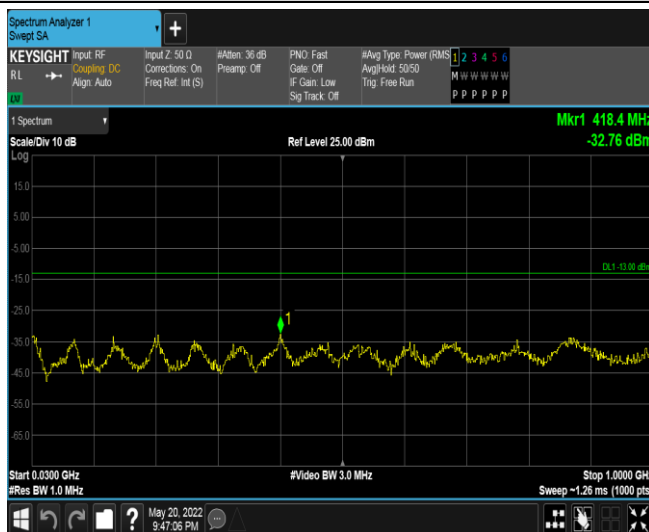 Spectrum Analyzer 1
Swept SA
+
KEYSIGHT
RL
Input: RF
Coupling: DC
Align: Auto
Input Z: 50 Ω
Corrections: On
Freq Ref: Int (S)
#Atten: 36 dB
Preamp: Off
PNO: Fast
Gate: Off
IF Gain: Low
Sig Track: Off
#Avg Type: Power (RMS
Avg|Hold: 50/50
Trig: Free Run
1 2 3 4 5 6
M W W W W W
P P P P P P
1 Spectrum
Mkr1 418.4 MHz
Scale/Div 10 dB
Ref Level 25.00 dBm
-32.76 dBm
Log
15.0
5.00
-5.00
DL1 -13.00 dBm
-15.0
-25.0
1
-35.0
-45.0
-55.0
-65.0
Start 0.0300 GHz
#Video BW 3.0 MHz
Stop 1.0000 GHz
#Res BW 1.0 MHz
Sweep ~1.26 ms (1000 pts
?
May 20, 2022
9:47:06 PM